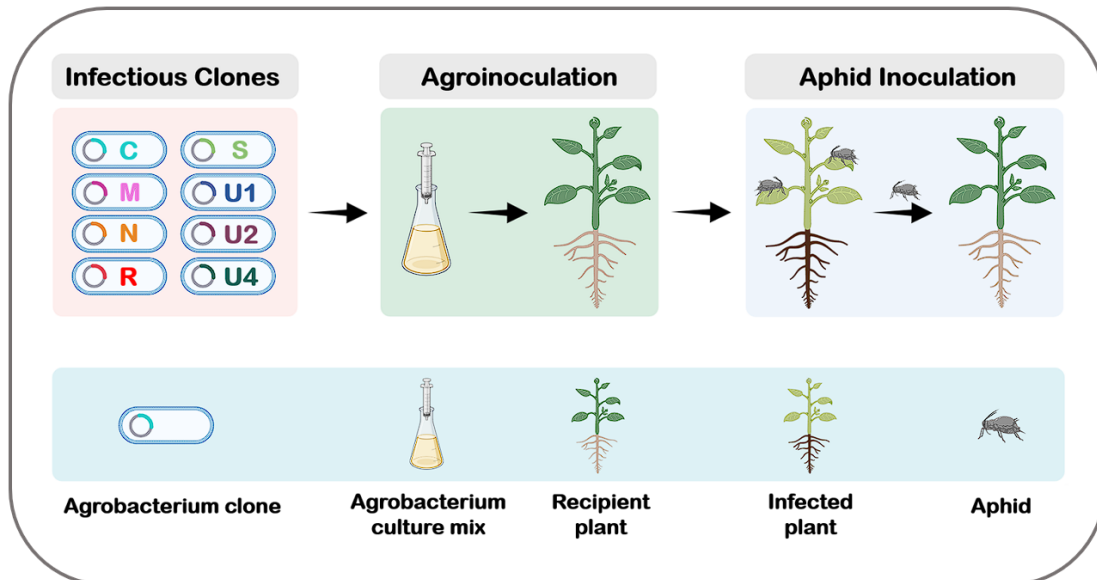 Infectious Clones
Agroinoculation
Aphid Inoculation
C
S
M
U1
N
U2
R
U4
Agrobacterium clone
Agrobacterium
culture mix
Recipient
plant
Infected
plant
Aphid